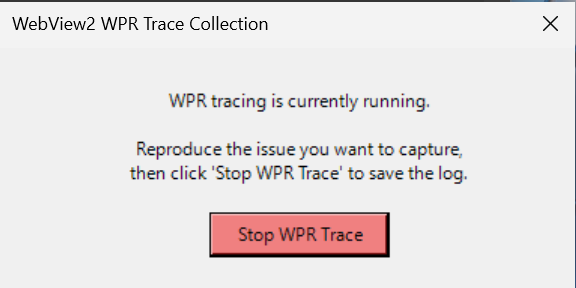 WebView2 WPR Trace Collection
WPR tracing is currently running.
Reproduce the issue you want to capture,
then click 'Stop WPR Trace' to save the log.
Stop WPR Trace